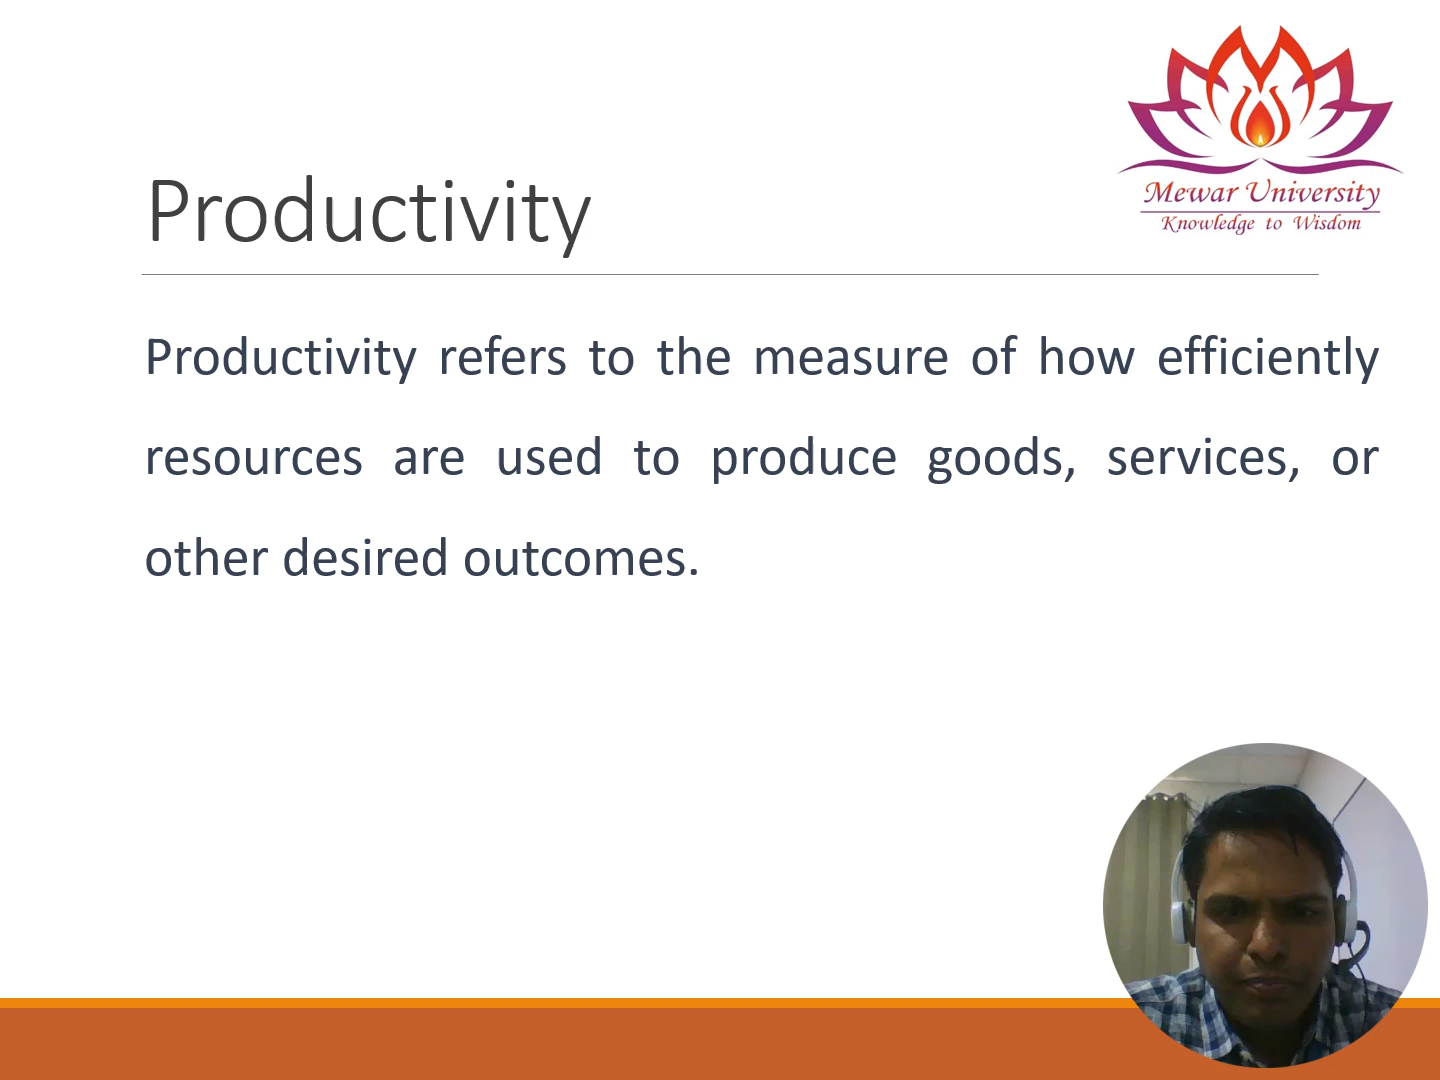 Mewar University
Knowledge to Wisdom
Productivity
Productivity refers to the measure of how efficiently
resources are used to produce goods, services, or
other desired outcomes.